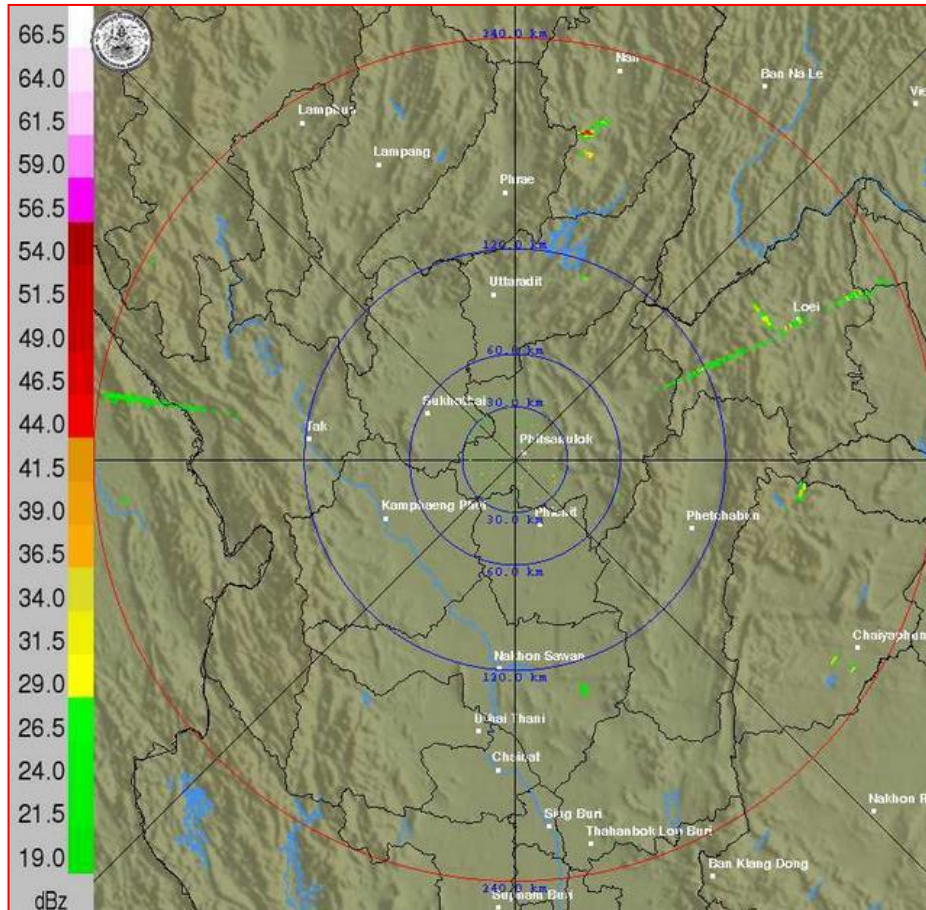 66.5
64.0
61.5
59.0
56.5
54.0
51.5
49.0
46.5
44.0
41.5
39.0
36.5
34.0
31.5
29.0
26.5
24.0
21.5
19.0
dBz
240.0 km
Nan
Ban Na Le
Lamphun
Lampang
Phrae
120.0 km
Uttaradit
Loei
60.0 km
30.0 km
Sukhothai
Tak
Phitsanulok
Kamphaeng Phet
30.0 km
Phichit
Phetchabun
60.0 km
Chaiyaphum
Nakhon Sawan
120.0 km
Uthai Thani
Chainat
Nakhon
Sing Buri
Thahanbok Lop Buri
Ban Klang Dong
240.0 km
Suphan Buri